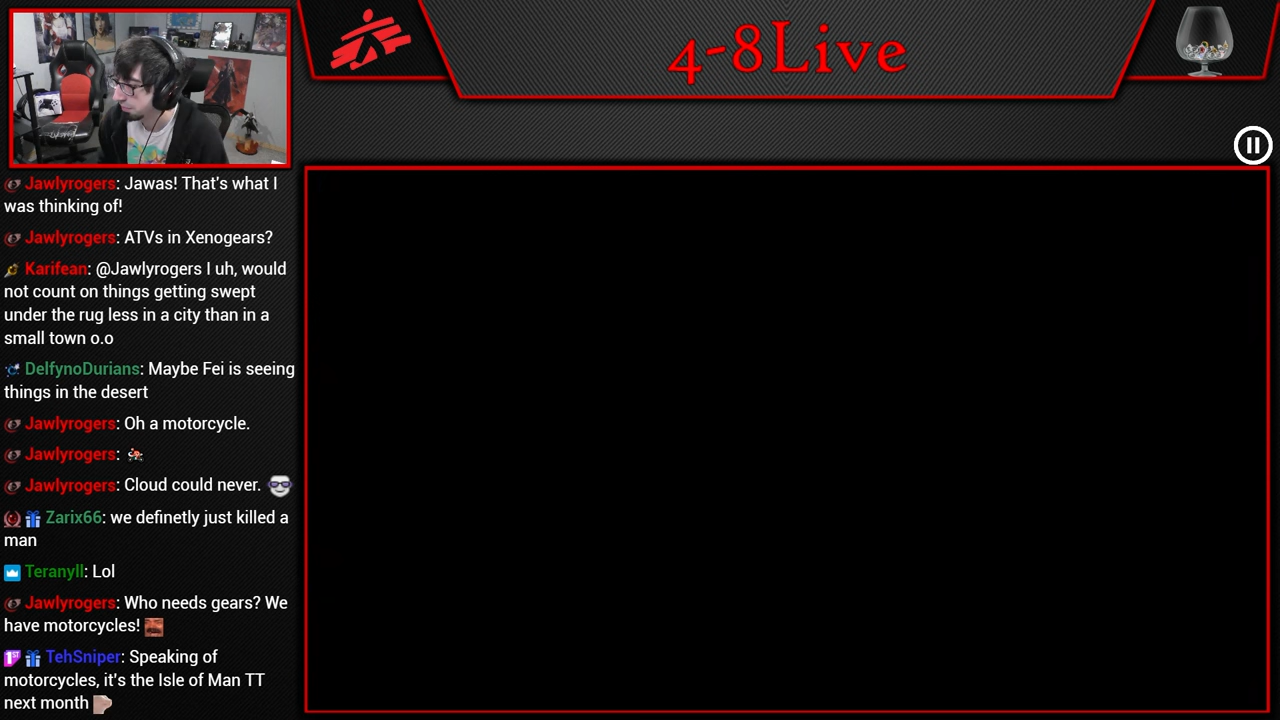 4-8Live
Jawlyrogers: Jawas! That's what I
was thinking of!
Jawlyrogers: ATVs in Xenogears?
Karifean: @Jawlyrogers I uh, would
not count on things getting swept
under the rug less in a city than in a
small town o.o
DelfynoDurians: Maybe Fei is seeing
things in the desert
Jawlyrogers: Oh a motorcycle.
Jawlyrogers:
Jawlyrogers: Cloud could never.
Zarix66: we definetly just killed a
man
Teranyll: Lol
Jawlyrogers: Who needs gears? We
have motorcycles!
1ST TehSniper: Speaking of
motorcycles, it's the Isle of Man TT
next month